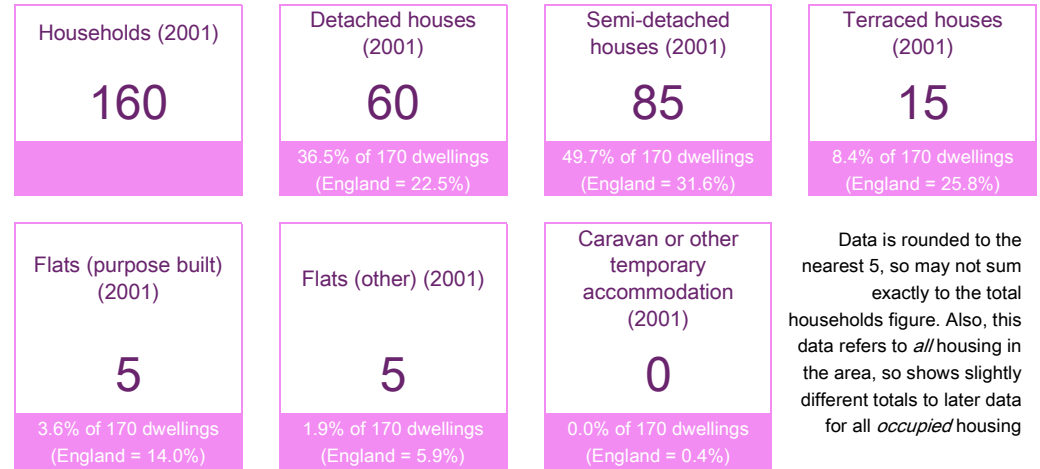 Households (2001)
160
Detached houses
(2001)
60
36.5% of 170 dwellings
(England = 22.5%)
Semi-detached
houses (2001)
85
49.7% of 170 dwellings
(England = 31.6%)
Terraced houses
(2001)
15
8.4% of 170 dwellings
(England = 25.8%)
Flats (purpose built)
(2001)
5
3.6% of 170 dwellings
(England = 14.0%)
Flats (other) (2001)
5
1.9% of 170 dwellings
(England = 5.9%)
Caravan or other
temporary
accommodation
(2001)
0
0.0% of 170 dwellings
(England = 0.4%)
Data is rounded to the
nearest 5, so may not sum
exactly to the total
households figure. Also, this
data refers to all housing in
the area, so shows slightly
different totals to later data
for all occupied housing